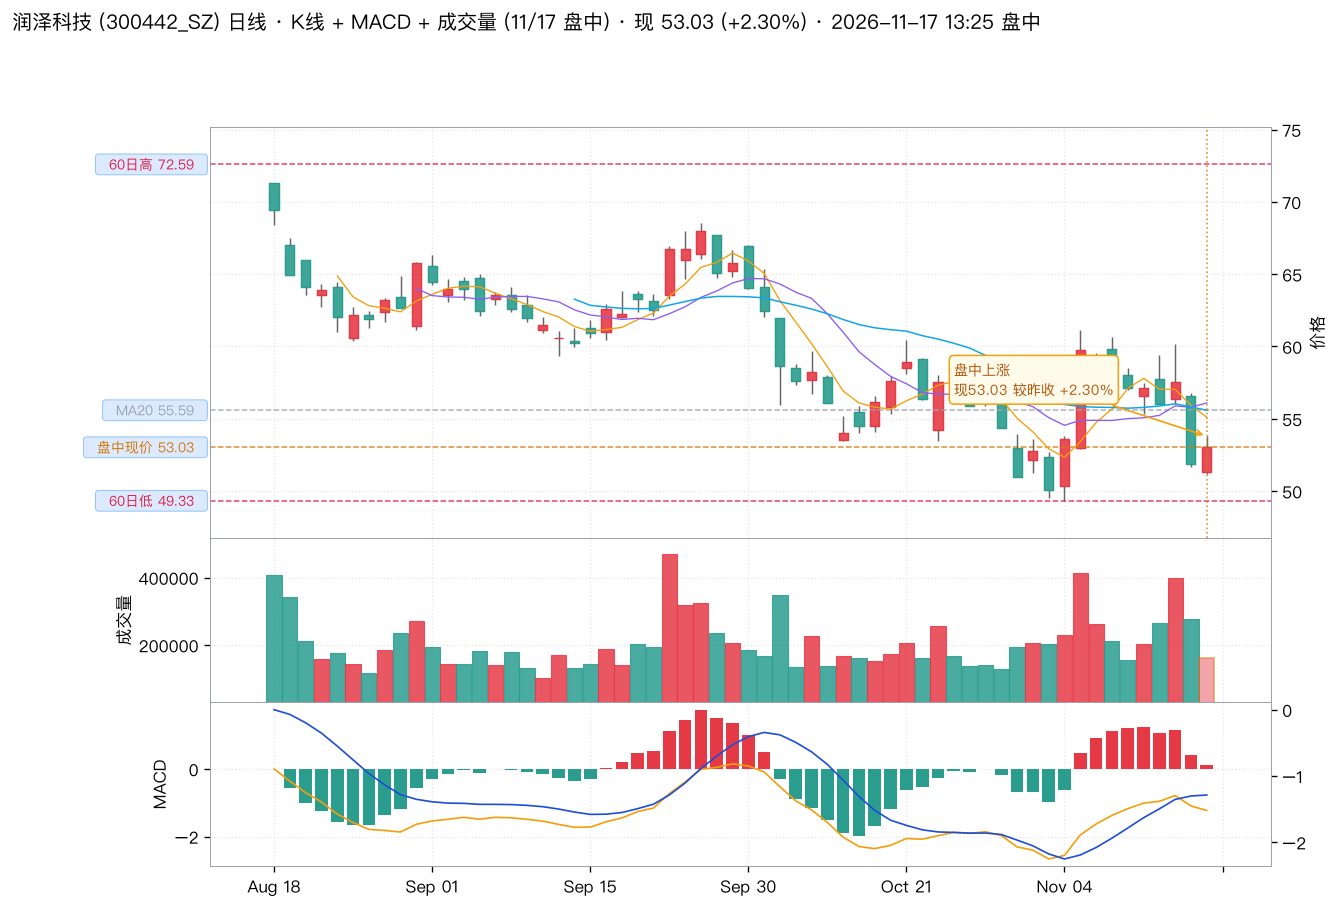 润泽科技 (300442_SZ) 日线 · K线 + MACD + 成交量 (11/17 盘中) · 现 53.03 (+2.30%) · 2026-11-17 13:25 盘中
75
60日高 72.59
70
65
60
价格
盘中上涨
现53.03 较昨收 +2.30%
MA20 55.59
55
盘中现价 53.03
60日低 49.33
50
400000
成交量
200000
0
0
MACD
−1
−2
−2
Aug 18
Sep 01
Sep 15
Sep 30
Oct 21
Nov 04